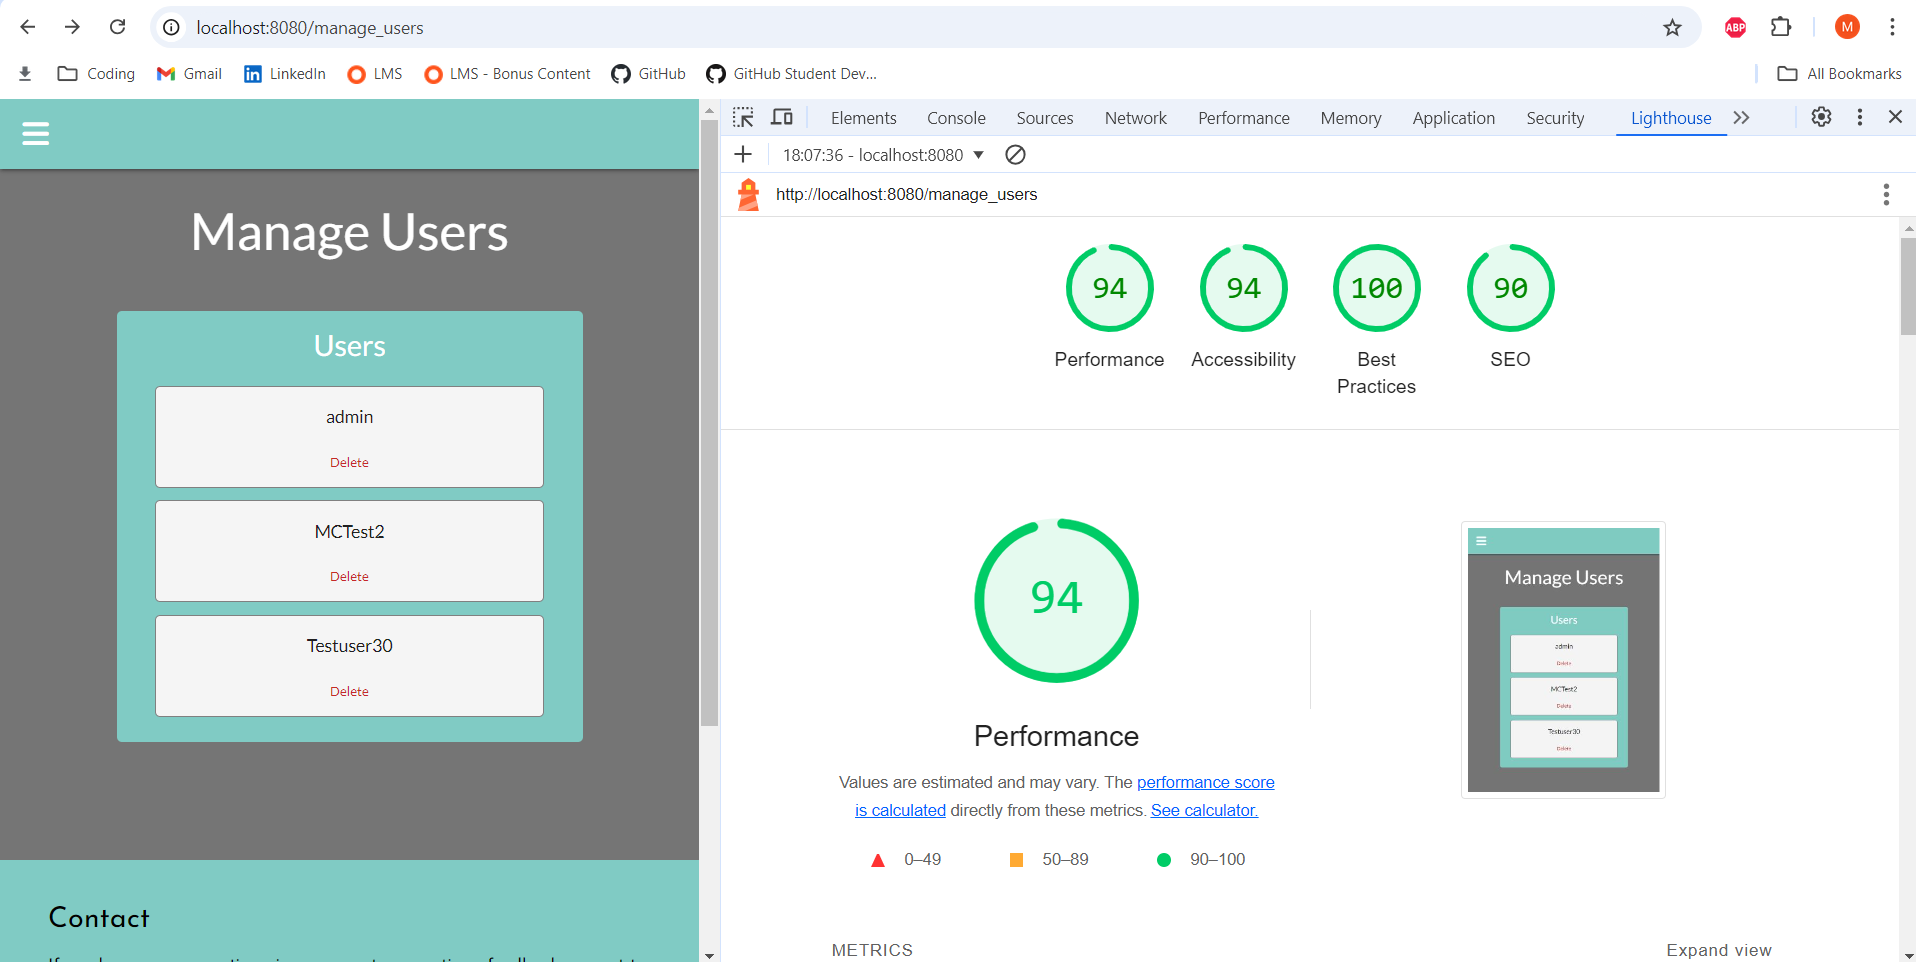 localhost:8080/manage_users
ABP
M
Coding
Gmail
LinkedIn
LMS
LMS - Bonus Content
GitHub
GitHub Student Dev...
All Bookmarks
Manage Users
Users
admin
Delete
MCTest2
Delete
Testuser30
Delete
Contact
Elements Console Sources Network Performance Memory Application Security Lighthouse
18:07:36 - localhost:8080
http://localhost:8080/manage_users
94 94 100 90
Performance Accessibility Best Practices SEO
94
Performance
Values are estimated and may vary. The performance score
is calculated directly from these metrics. See calculator.
0–49 50–89 90–100
Manage Users
Users
admin
Delete
MCTest2
Delete
Testuser30
Delete
METRICS
Expand view